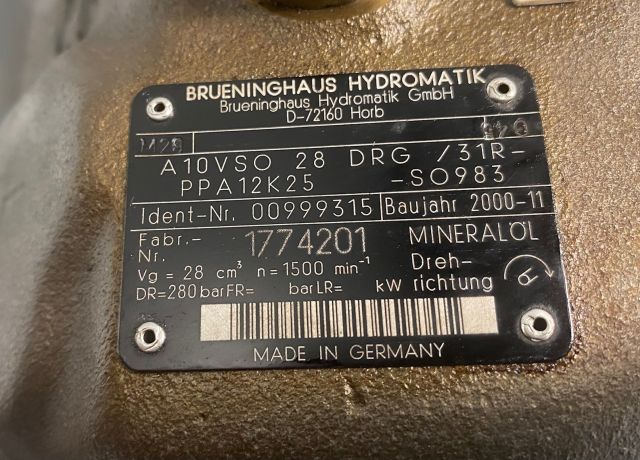 BRUENINGHAUS HYDROMATIK
Brueninghaus Hydromatik GmbH
D-72160 Horb
A10VSO 28 DRG /31R-
PPA12K25 -SO983
Ident-Nr. 00999315 Baujahr 2000-11
Fabr.-Nr. 1774201 MINERALÖL
Vg = 28 cm³ n = 1500 min⁻¹ Dreh-
DR=280 bar FR= bar LR= kW richtung
MADE IN GERMANY